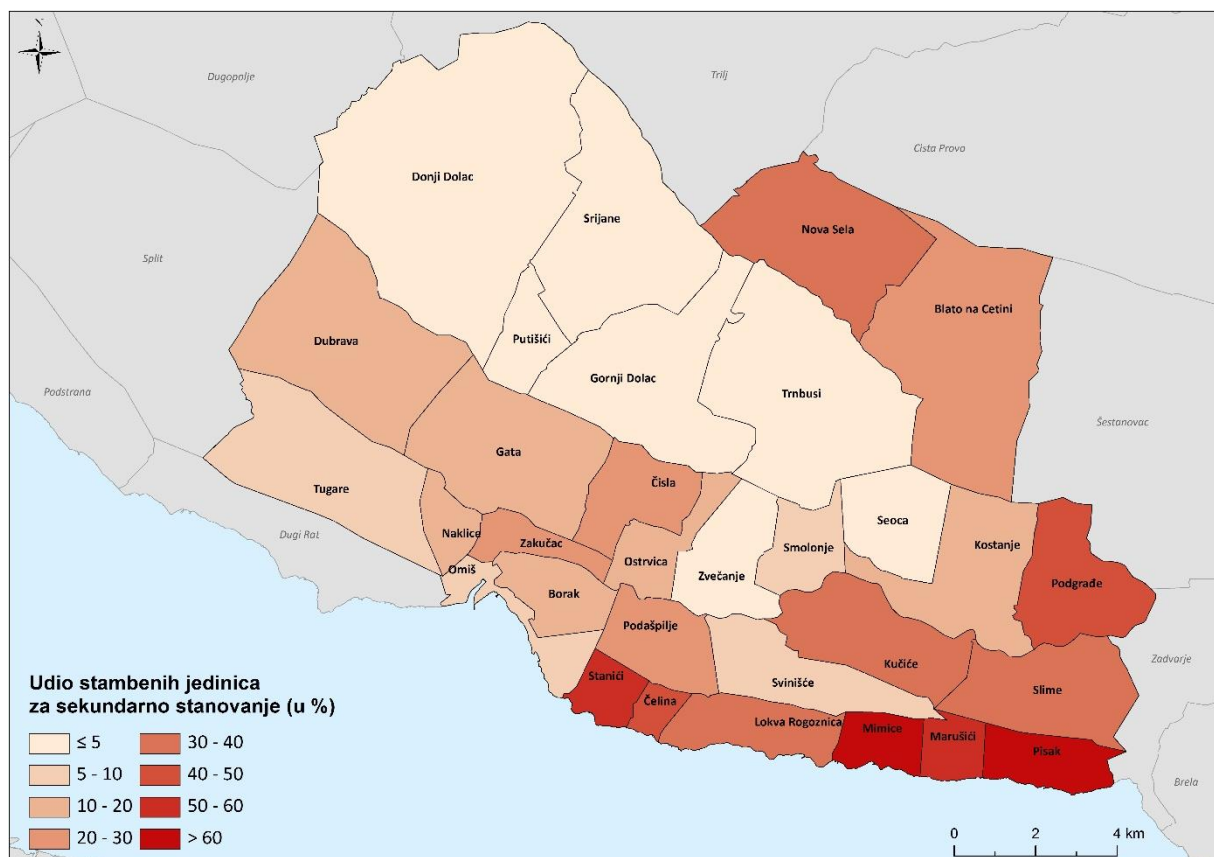 N
Dugopolje
Trilj
Cista Provo
Donji Dolac
Srijane
Nova Sela
Split
Blato na Cetini
Dubrava
Putišići
Gornji Dolac
Trnbusi
Podstrana
Šestanovac
Gata
Čisla
Tugare
Seoca
Dugi Rat
Naklice
Zakučac
Ostrvica
Smolonje
Kostanje
Omiš
Zvečanje
Podgrađe
Borak
Podašpilje
Kučiće
Zadvarje
Stanići
Svinišće
Slime
Čelina
Lokva Rogoznica
Mimice
Marušići
Pisak
Brela
Udio stambenih jedinica
za sekundarno stanovanje (u %)
≤ 5
30 - 40
5 - 10
40 - 50
10 - 20
50 - 60
20 - 30
> 60
0 2 4 km